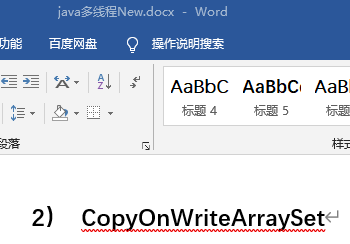 java多线程New.docx - Word
功能 百度网盘 操作说明搜索
AaBbC AaBbC AaBb
标题 4 标题 5 标题
段落 样式
2） CopyOnWriteArraySet